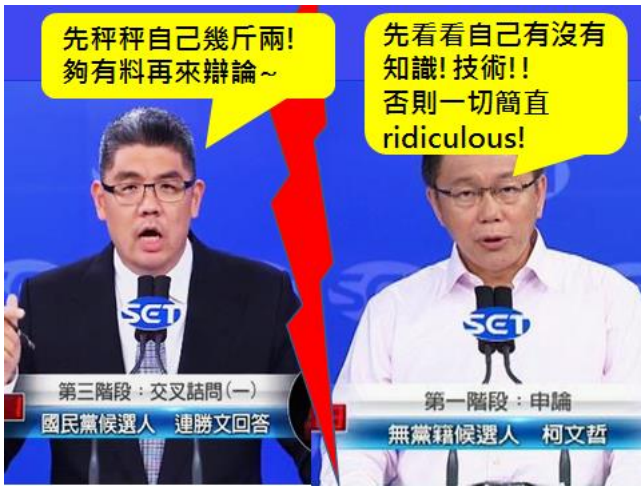 先秤秤自己幾斤兩!
夠有料再來辯論~
先看看自己有沒有
知識!技術!!
否則一切簡直
ridiculous!
SET
SET
第三階段：交叉詰問(一)
國民黨候選人 連勝文回答
第一階段：申論
無黨籍候選人 柯文哲